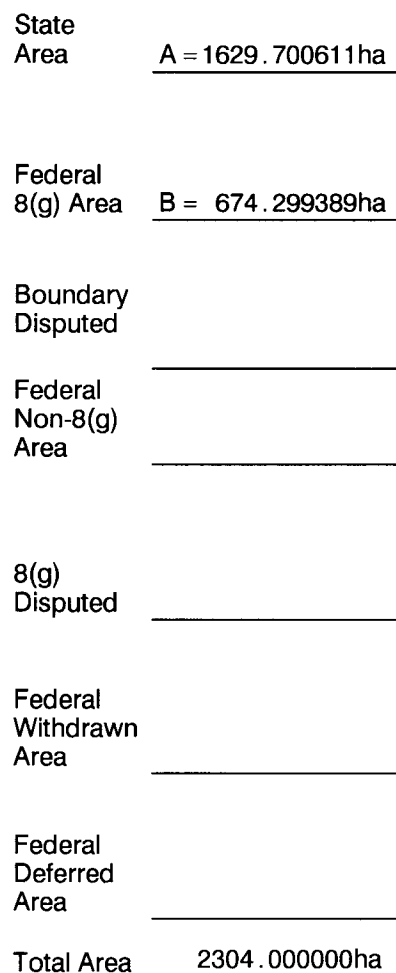 State
Area A = 1629.700611ha
Federal
8(g) Area B = 674.299389ha
Boundary
Disputed
Federal
Non-8(g)
Area
8(g)
Disputed
Federal
Withdrawn
Area
Federal
Deferred
Area
Total Area 2304.000000ha